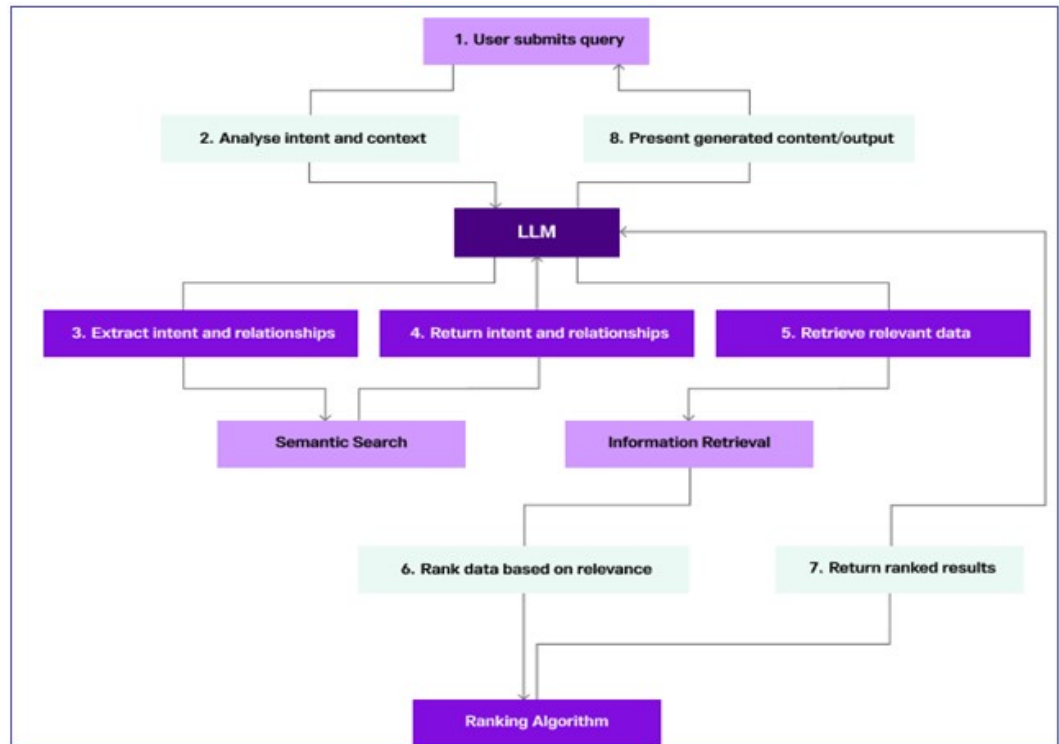 1. User submits query
2. Analyse intent and context
8. Present generated content/output
LLM
3. Extract intent and relationships
4. Return intent and relationships
5. Retrieve relevant data
Semantic Search
Information Retrieval
6. Rank data based on relevance
7. Return ranked results
Ranking Algorithm